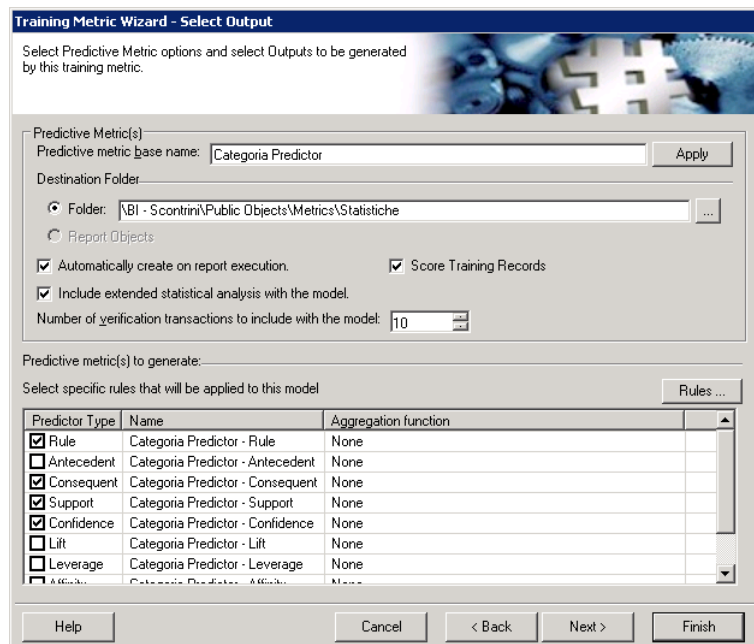 Training Metric Wizard - Select Output
Select Predictive Metric options and select Outputs to be generated
by this training metric.
Predictive Metric(s)
Predictive metric base name: Categoria Predictor Apply
Destination Folder
Folder: \BI - Scontrini\Public Objects\Metrics\Statistiche ...
Report Objects
Automatically create on report execution. Score Training Records
Include extended statistical analysis with the model.
Number of verification transactions to include with the model: 10
Predictive metric(s) to generate:
Select specific rules that will be applied to this model Rules ...
Predictor Type Name Aggregation function
Rule Categoria Predictor - Rule None
Antecedent Categoria Predictor - Antecedent None
Consequent Categoria Predictor - Consequent None
Support Categoria Predictor - Support None
Confidence Categoria Predictor - Confidence None
Lift Categoria Predictor - Lift None
Leverage Categoria Predictor - Leverage None
Affinity Categoria Predictor - Affinity None
Help Cancel < Back Next > Finish